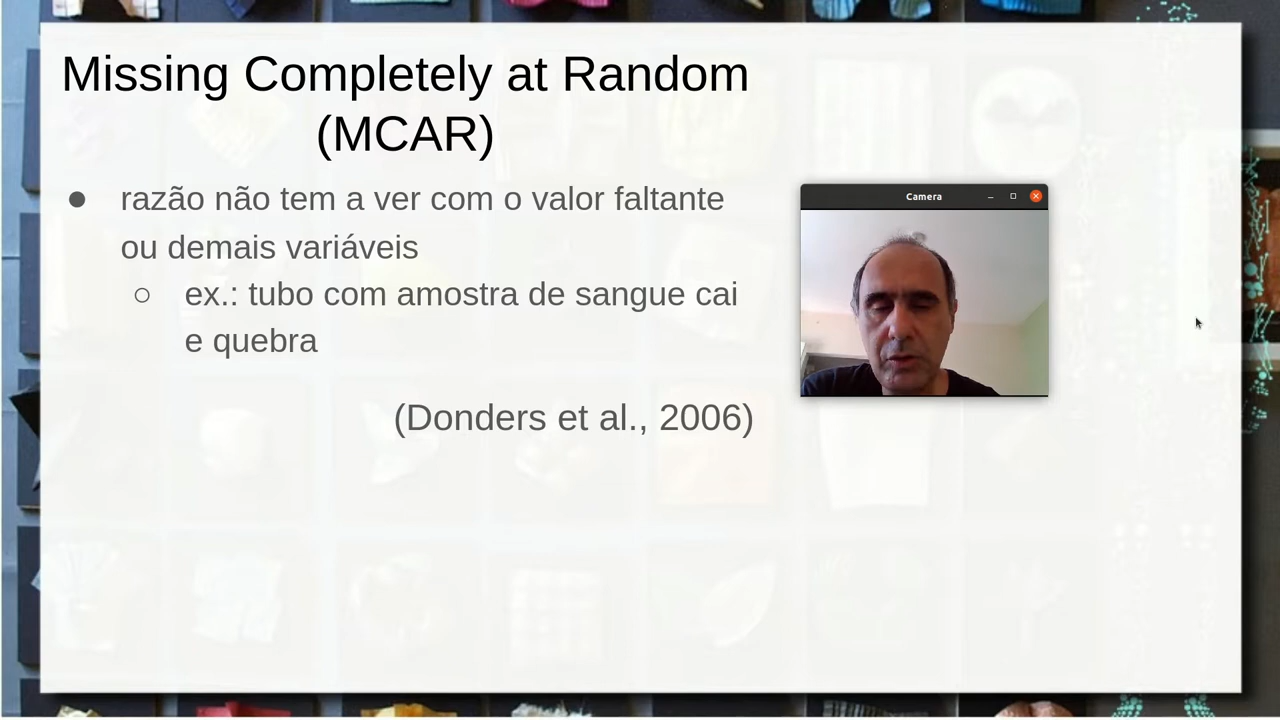 Missing Completely at Random
(MCAR)
● razão não tem a ver com o valor faltante
ou demais variáveis
○ ex.: tubo com amostra de sangue cai
e quebra
(Donders et al., 2006)
Camera